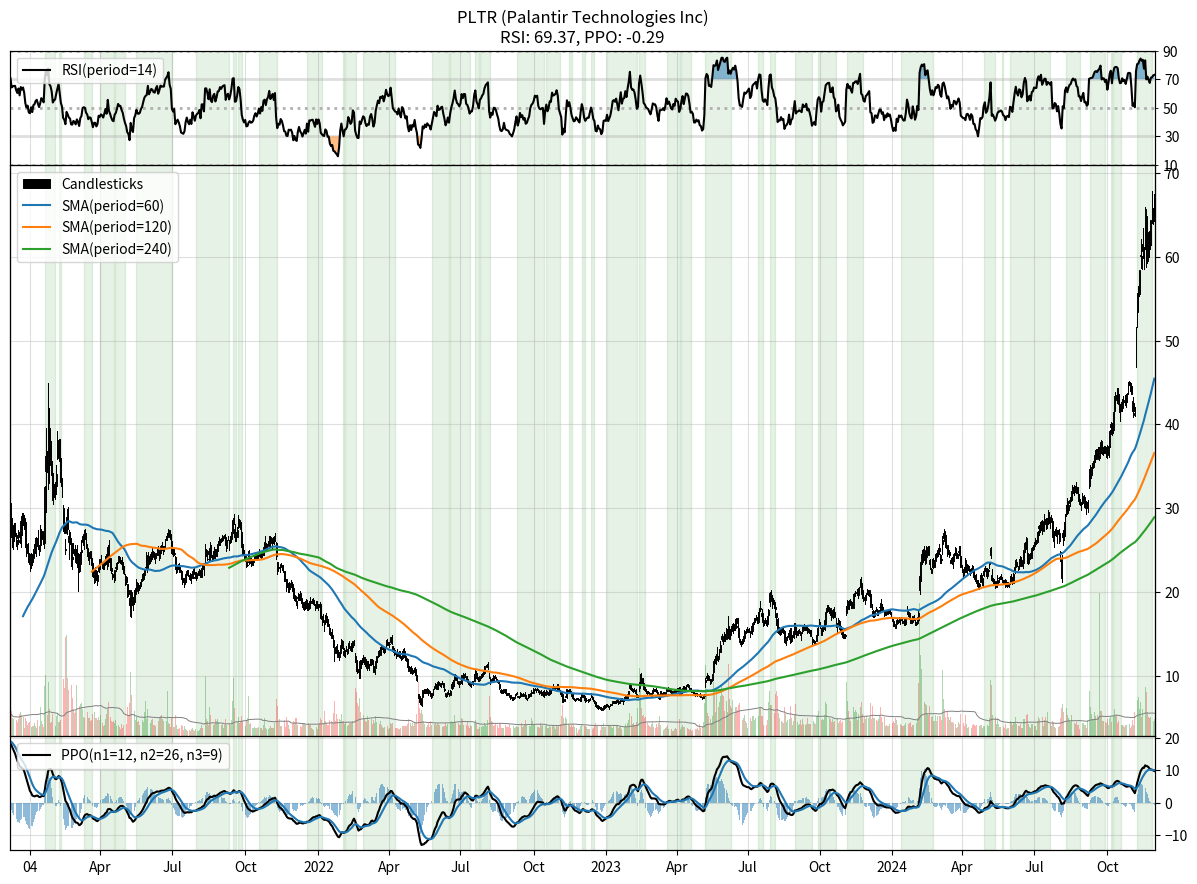 PLTR (Palantir Technologies Inc)
RSI: 69.37, PPO: -0.29
RSI(period=14)
90
70
50
30
10
Candlesticks
SMA(period=60)
SMA(period=120)
SMA(period=240)
70
60
50
40
30
20
10
PPO(n1=12, n2=26, n3=9)
20
10
0
−10
04 Apr Jul Oct 2022 Apr Jul Oct 2023 Apr Jul Oct 2024 Apr Jul Oct